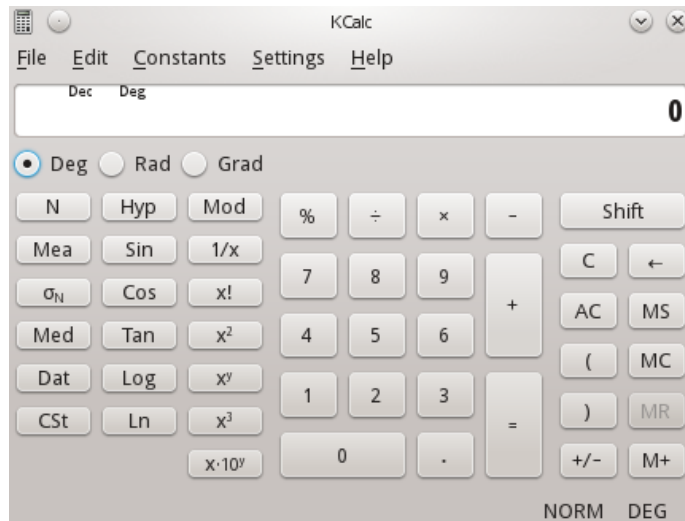 KCalc
File Edit Constants Settings Help
Dec Deg
0
Deg Rad Grad
N Hyp Mod % ÷ × − Shift
Mea Sin 1/x 7 8 9 + C ←
σN Cos x! AC MS
Med Tan x² 4 5 6 ( MC
Dat Log xʸ 1 2 3 = ) MR
CSt Ln x³
x·10ʸ 0 . +/− M+
NORM DEG